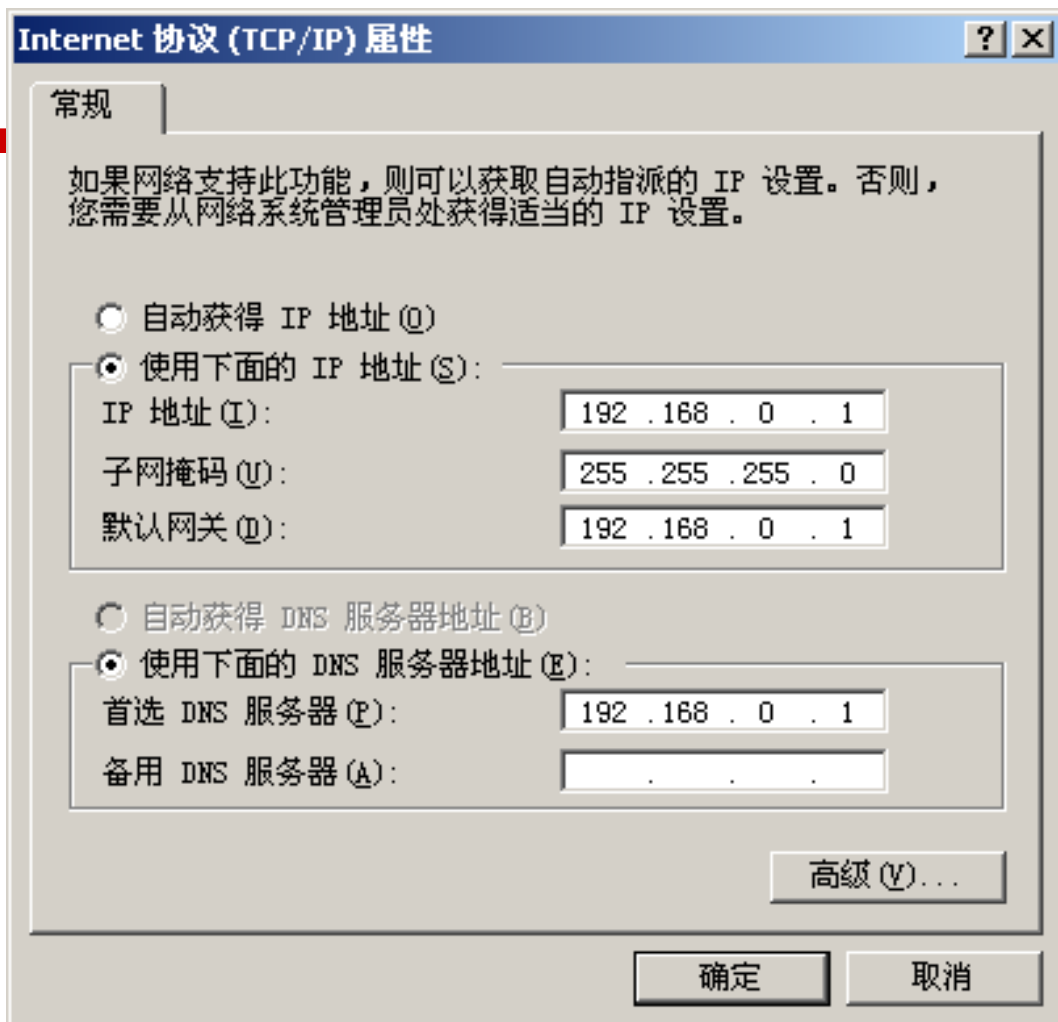 Internet 协议 (TCP/IP) 属性
常规
如果网络支持此功能，则可以获取自动指派的 IP 设置。否则，
您需要从网络系统管理员处获得适当的 IP 设置。
自动获得 IP 地址(O)
使用下面的 IP 地址(S):
IP 地址(I): 192 .168 . 0 . 1
子网掩码(U): 255 .255 .255 . 0
默认网关(D): 192 .168 . 0 . 1
自动获得 DNS 服务器地址(B)
使用下面的 DNS 服务器地址(E):
首选 DNS 服务器(P): 192 .168 . 0 . 1
备用 DNS 服务器(A): . . .
高级(V)...
确定 取消